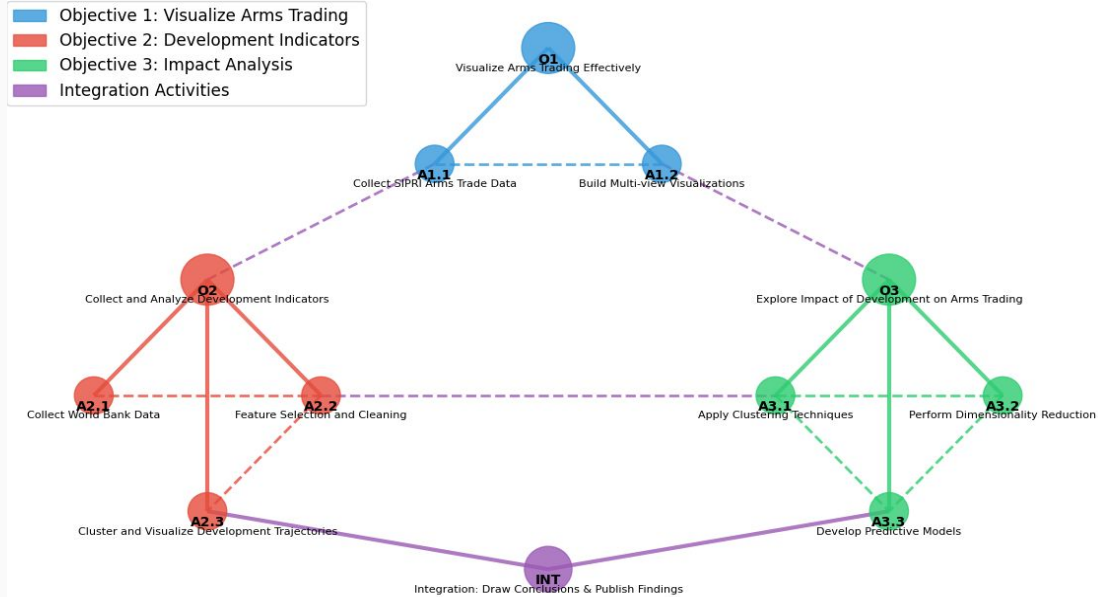 Objective 1: Visualize Arms Trading
Objective 2: Development Indicators
Objective 3: Impact Analysis
Integration Activities
O1
Visualize Arms Trading Effectively
A1.1
Collect SIPRI Arms Trade Data
A1.2
Build Multi-view Visualizations
O2
Collect and Analyze Development Indicators
O3
Explore Impact of Development on Arms Trading
A2.1
Collect World Bank Data
A2.2
Feature Selection and Cleaning
A3.1
Apply Clustering Techniques
A3.2
Perform Dimensionality Reduction
A2.3
Cluster and Visualize Development Trajectories
A3.3
Develop Predictive Models
INT
Integration: Draw Conclusions & Publish Findings